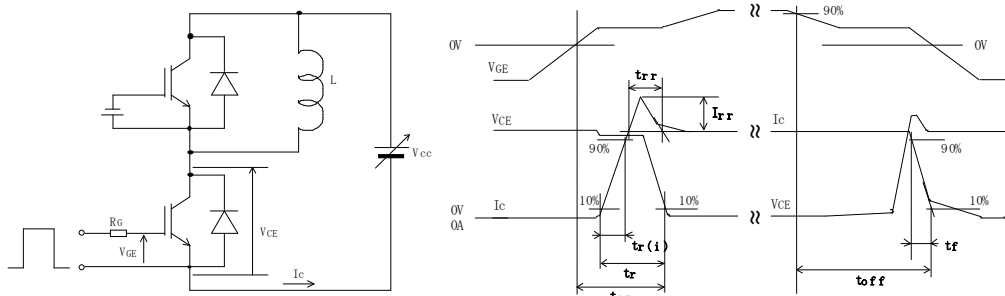 L
Vcc
RG
VGE
VCE
Ic
0V
VGE
trr
Irr
VCE
90%
10%
10%
Ic
0V
0A
tr(i)
tr
90%
0V
Ic
90%
VCE
10%
tf
toff